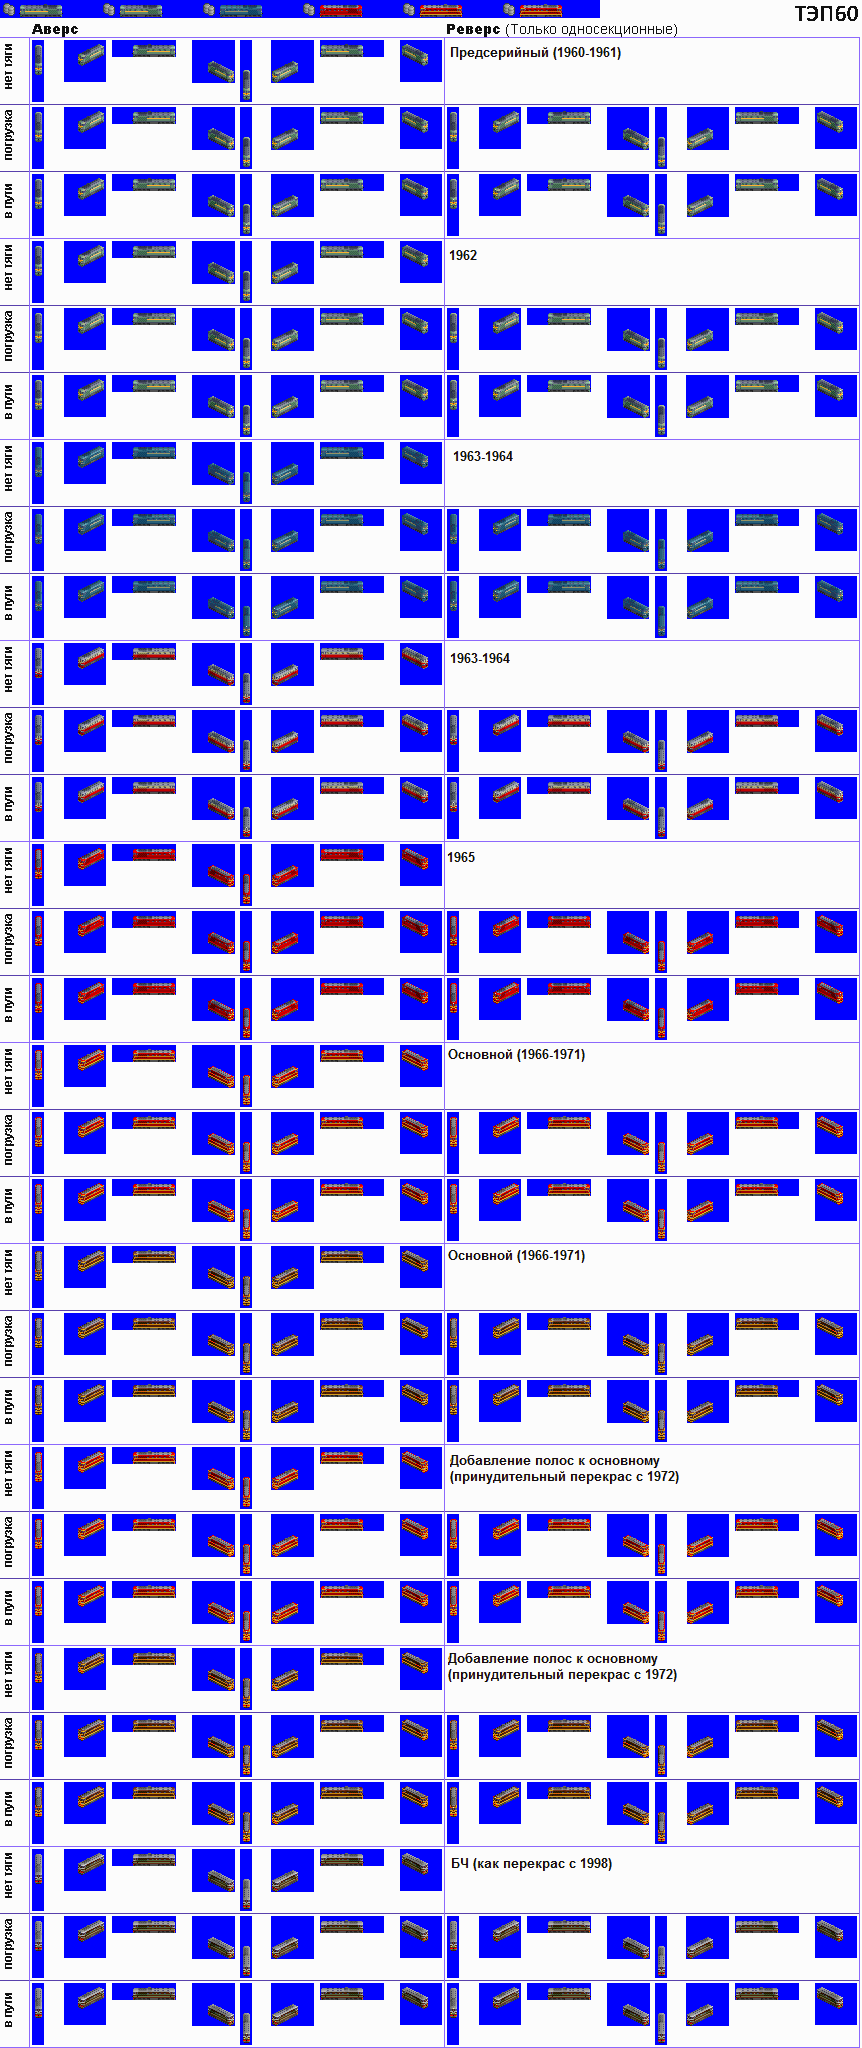 ТЭП60
Аверс
Реверс (Только односекционные)
нет тяги
Предсерийный (1960-1961)
погрузка
в пути
нет тяги
1962
погрузка
в пути
нет тяги
1963-1964
погрузка
в пути
нет тяги
1963-1964
погрузка
в пути
нет тяги
1965
погрузка
в пути
нет тяги
Основной (1966-1971)
погрузка
в пути
нет тяги
Основной (1966-1971)
погрузка
в пути
нет тяги
Добавление полос к основному
(принудительный перекрас с 1972)
погрузка
в пути
нет тяги
Добавление полос к основному
(принудительный перекрас с 1972)
погрузка
в пути
нет тяги
БЧ (как перекрас с 1998)
погрузка
в пути